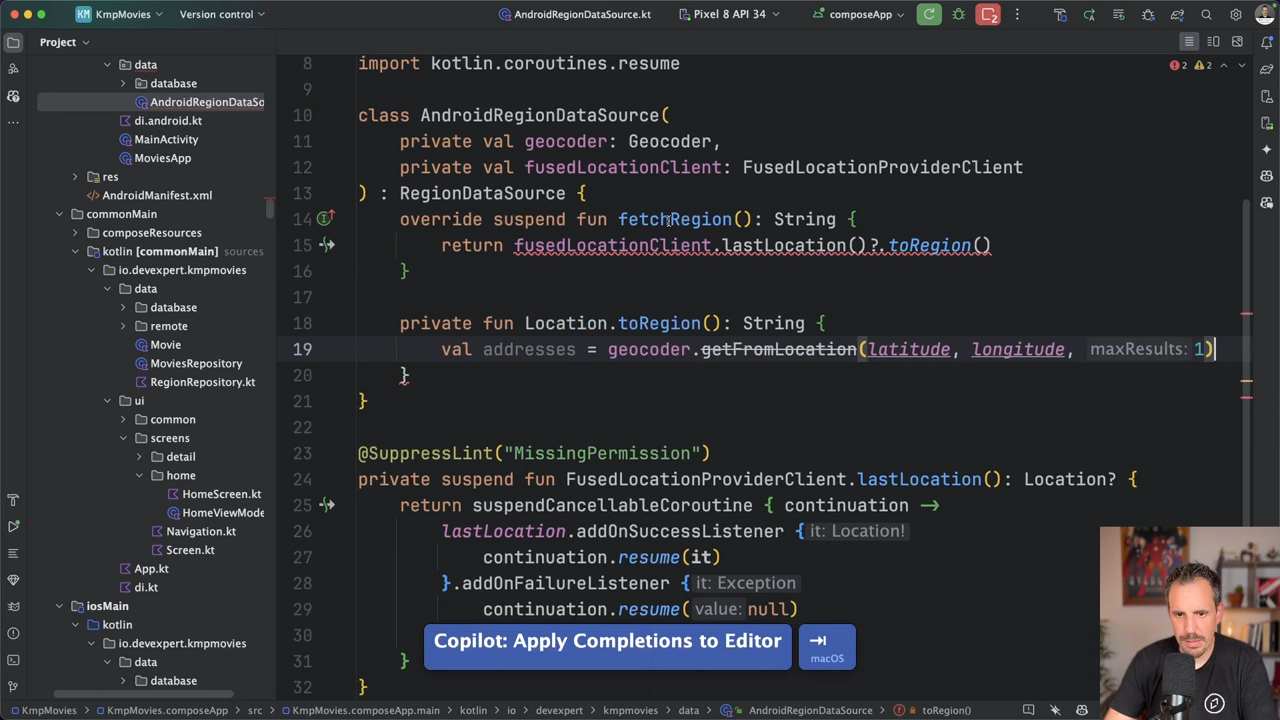 KmpMovies
Version control
AndroidRegionDataSource.kt
Pixel 8 API 34
composeApp
2
Project
data
database
AndroidRegionDataSo
di.android.kt
MainActivity
MoviesApp
res
AndroidManifest.xml
commonMain
composeResources
kotlin [commonMain]
io.devexpert.kmpmovies
data
database
remote
Movie
MoviesRepository
RegionRepository.kt
ui
common
screens
detail
home
HomeScreen.kt
HomeViewMode
Navigation.kt
Screen.kt
App.kt
di.kt
iosMain
kotlin
io.devexpert.kmpmovies
data
database
2 2
8 import kotlin.coroutines.resume
9
10 class AndroidRegionDataSource(
11 private val geocoder: Geocoder,
12 private val fusedLocationClient: FusedLocationProviderClient
13 ) : RegionDataSource {
14 override suspend fun fetchRegion(): String {
15 return fusedLocationClient.lastLocation()?.toRegion()
16 }
17
18 private fun Location.toRegion(): String {
19 val addresses = geocoder.getFromLocation(latitude, longitude, maxResults: 1)
20 }
21 }
22
23 @SuppressLint("MissingPermission")
24 private suspend fun FusedLocationProviderClient.lastLocation(): Location? {
25 return suspendCancellableCoroutine { continuation ->
26 lastLocation.addOnSuccessListener { it: Location!
27 continuation.resume(it)
28 }.addOnFailureListener { it: Exception
29 continuation.resume( value: null)
30
31 }
32 }
Copilot: Apply Completions to Editor
macOS
KmpMovies
KmpMovies.composeApp
src
KmpMovies.composeApp.main
kotlin
io
devexpert
kmpmovies
data
AndroidRegionDataSource
toRegion()